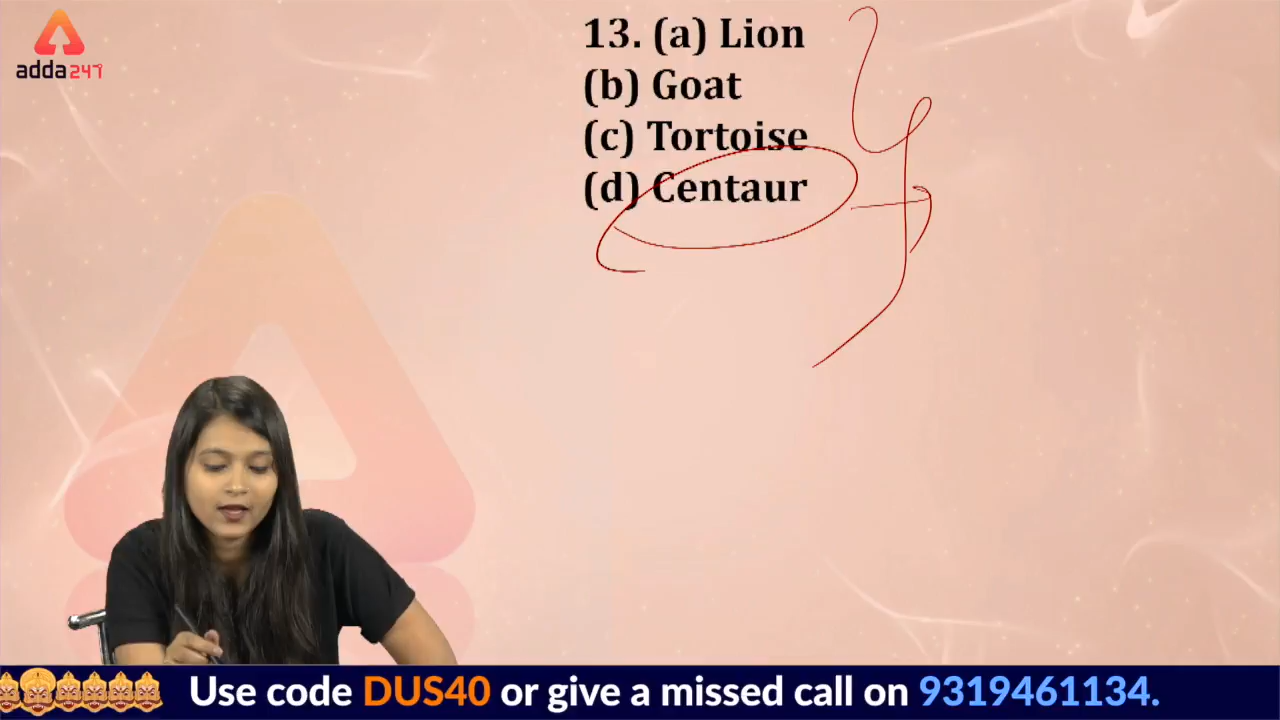 adda247
13. (a) Lion
(b) Goat
(c) Tortoise
(d) Centaur
Use code DUS40 or give a missed call on 9319461134.